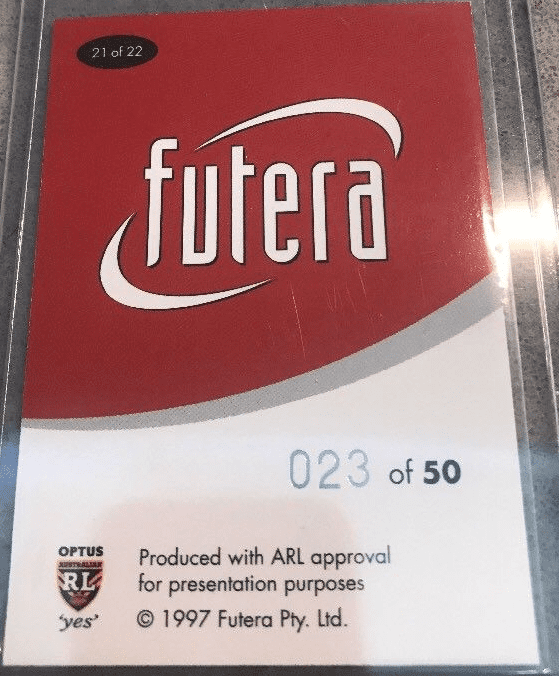 21 of 22
futera
023 of 50
OPTUS
AUSTRALIAN
RL
'yes'
Produced with ARL approval
for presentation purposes
© 1997 Futera Pty. Ltd.